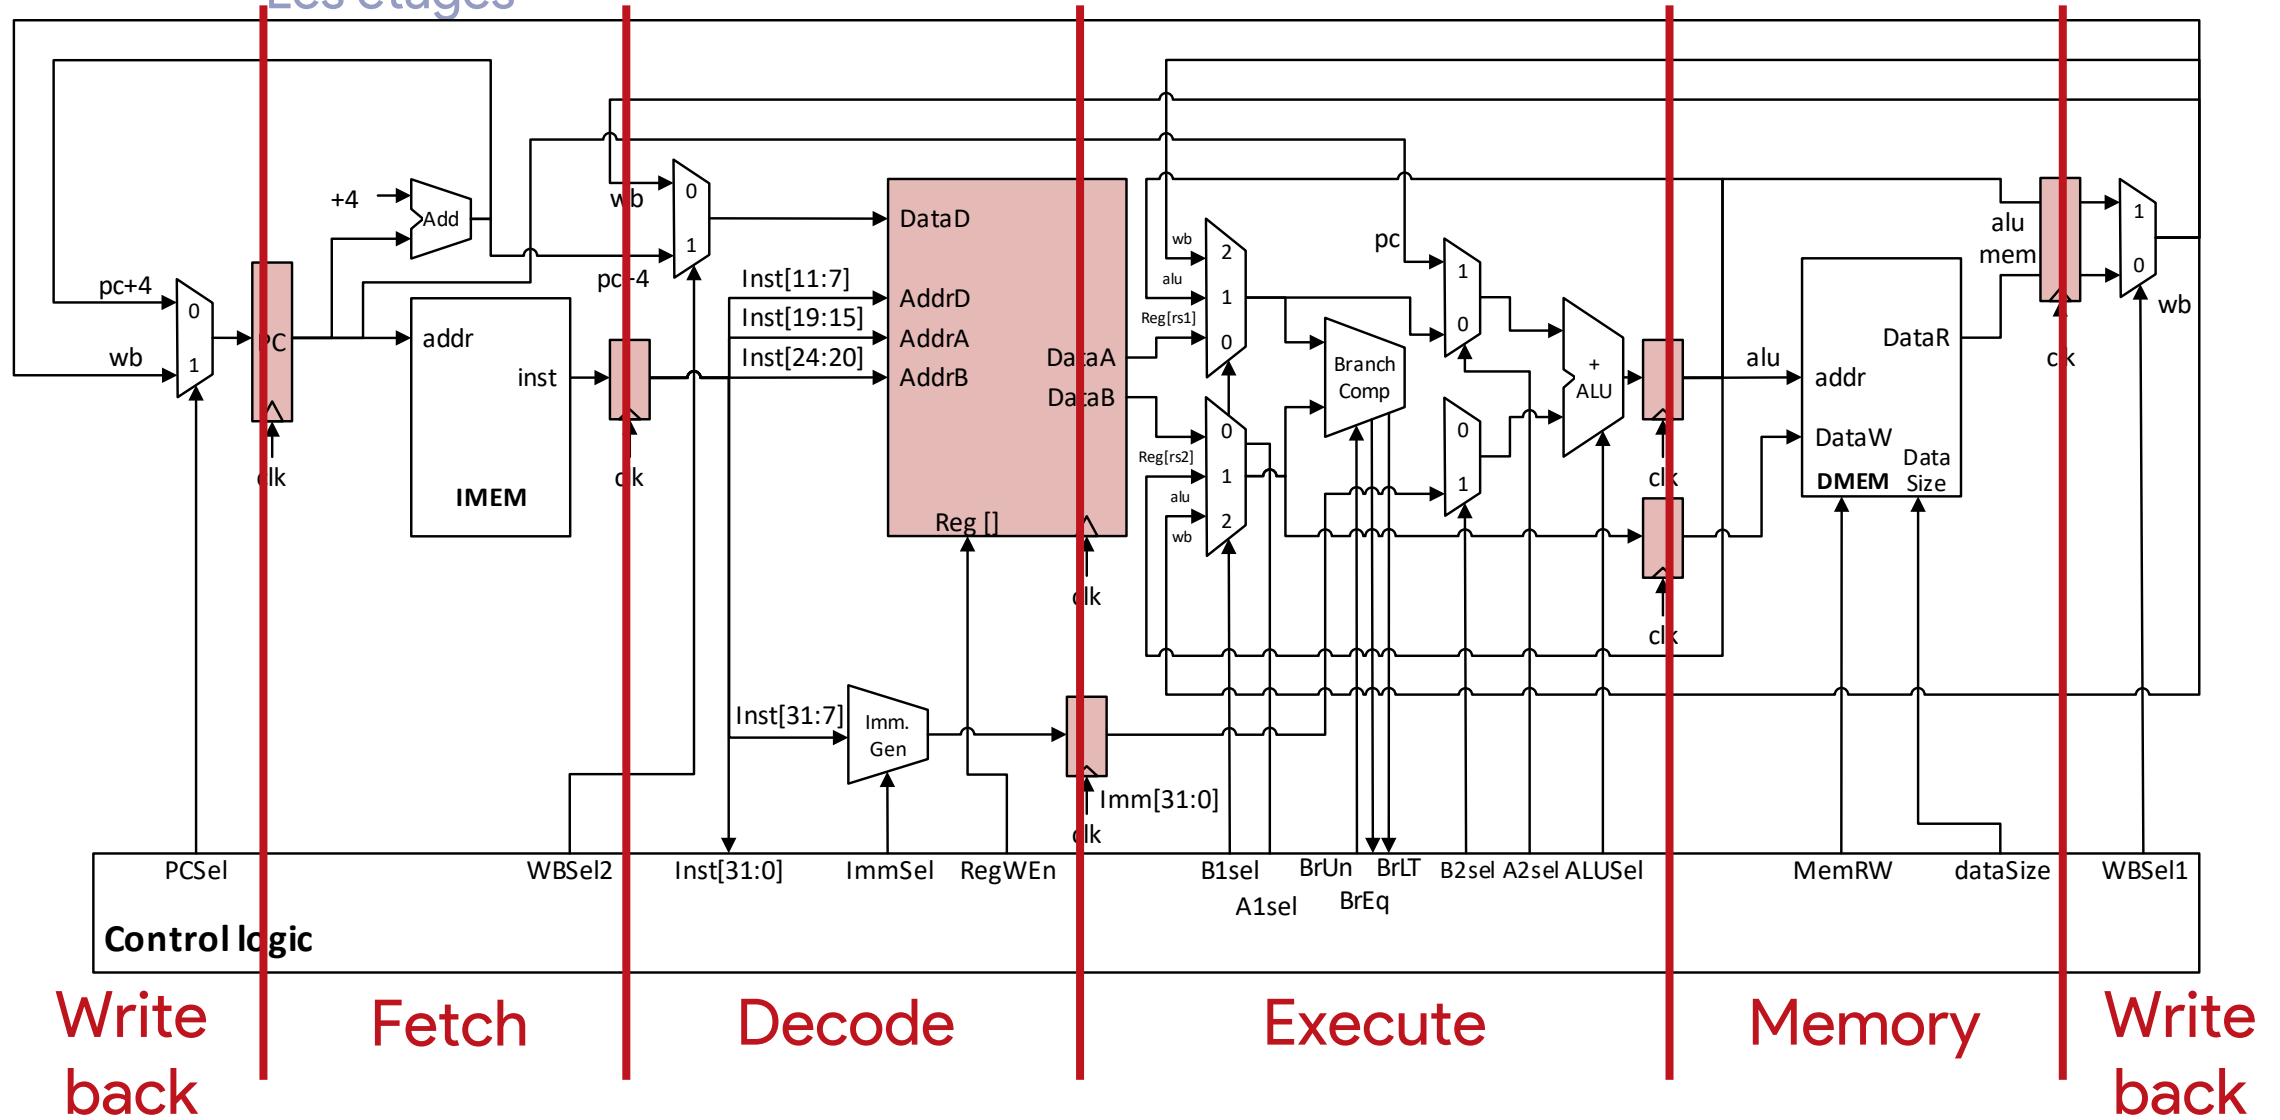 Les étages
+4
Add
pc+4
wb
0
1
PC
clk
addr
inst
IMEM
clk
wb
pc+4
0
1
DataD
Inst[11:7]
AddrD
Inst[19:15]
AddrA
Inst[24:20]
AddrB
DataA
DataB
Reg []
clk
Inst[31:7]
Imm.
Gen
Imm[31:0]
clk
wb
2
alu
1
Reg[rs1]
0
0
Reg[rs2]
1
alu
2
wb
Branch
Comp
pc
1
0
0
1
+
ALU
clk
clk
alu
addr
DataR
DataW
Data
Size
DMEM
alu
mem
clk
1
0
wb
PCSel
WBSel2
Inst[31:0]
ImmSel
RegWEn
B1sel
A1sel
BrUn
BrEq
BrLT
B2sel
A2sel
ALUSel
MemRW
dataSize
WBSel1
Control logic
Write
back
Fetch
Decode
Execute
Memory
Write
back